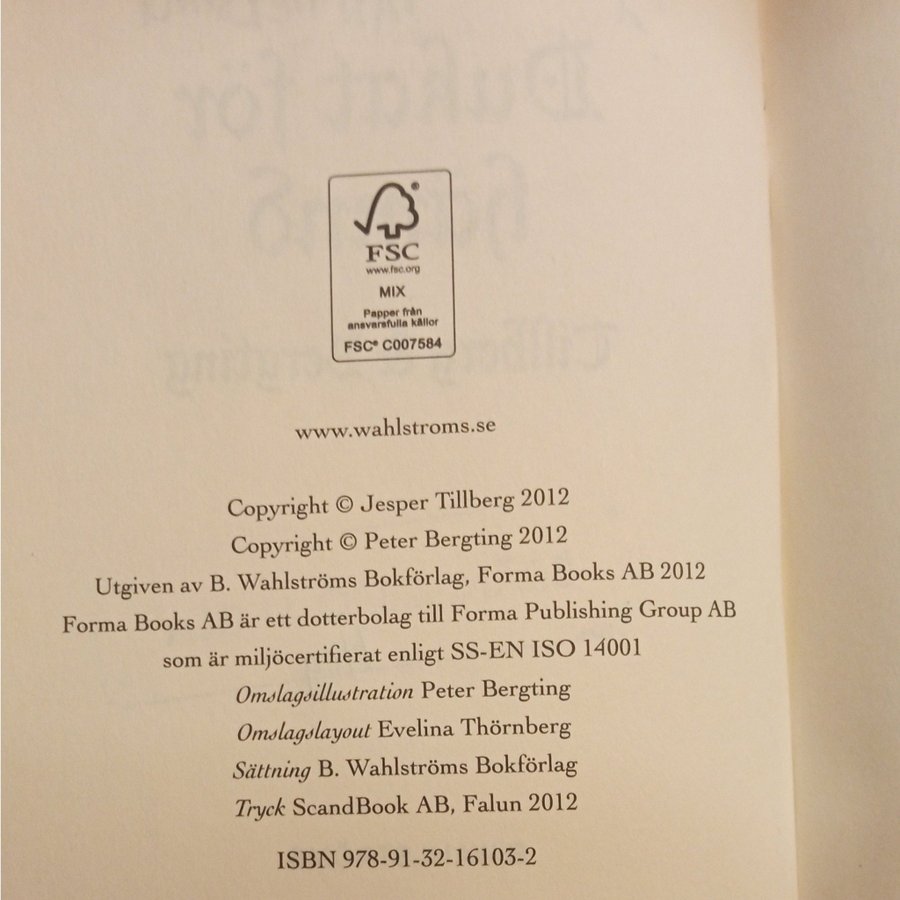 FSC®
www.fsc.org
MIX
Papper från
ansvarsfulla källor
FSC® C007584
www.wahlstroms.se
Copyright © Jesper Tillberg 2012
Copyright © Peter Bergting 2012
Utgiven av B. Wahlströms Bokförlag, Forma Books AB 2012
Forma Books AB är ett dotterbolag till Forma Publishing Group AB
som är miljöcertifierat enligt SS-EN ISO 14001
Omslagsillustration Peter Bergting
Omslagslayout Evelina Thörnberg
Sättning B. Wahlströms Bokförlag
Tryck ScandBook AB, Falun 2012
ISBN 978-91-32-16103-2